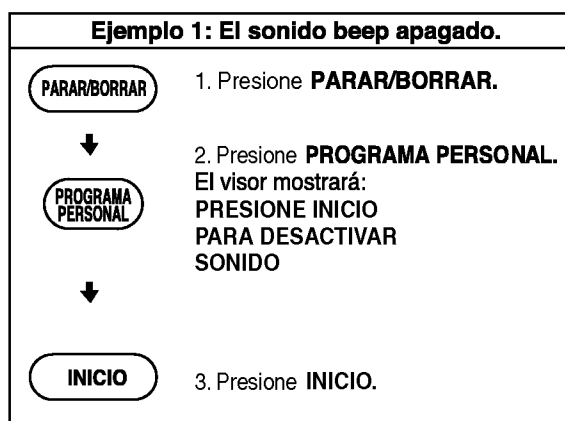 Ejemplo 1: El sonido beep apagado.
PARAR/BORRAR
1. Presione PARAR/BORRAR.
PROGRAMA
PERSONAL
2. Presione PROGRAMA PERSONAL.
El visor mostrará:
PRESIONE INICIO
PARA DESACTIVAR
SONIDO
INICIO
3. Presione INICIO.